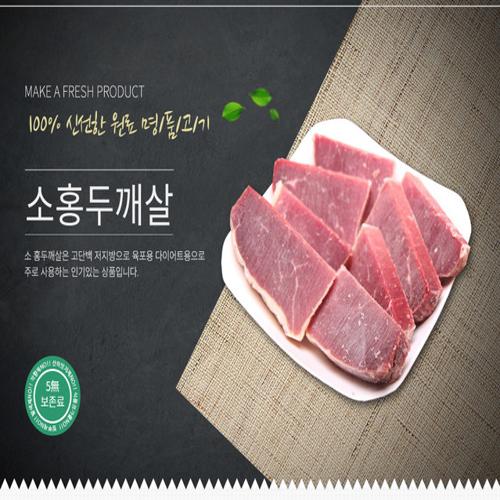 MAKE A FRESH PRODUCT
100% 신선한 원료 명품고기
소홍두깨살
소 홍두깨살은 고단백 저지방으로 육포용 다이어트용으로
주로 사용하는 인기있는 상품입니다.
5無
보존료